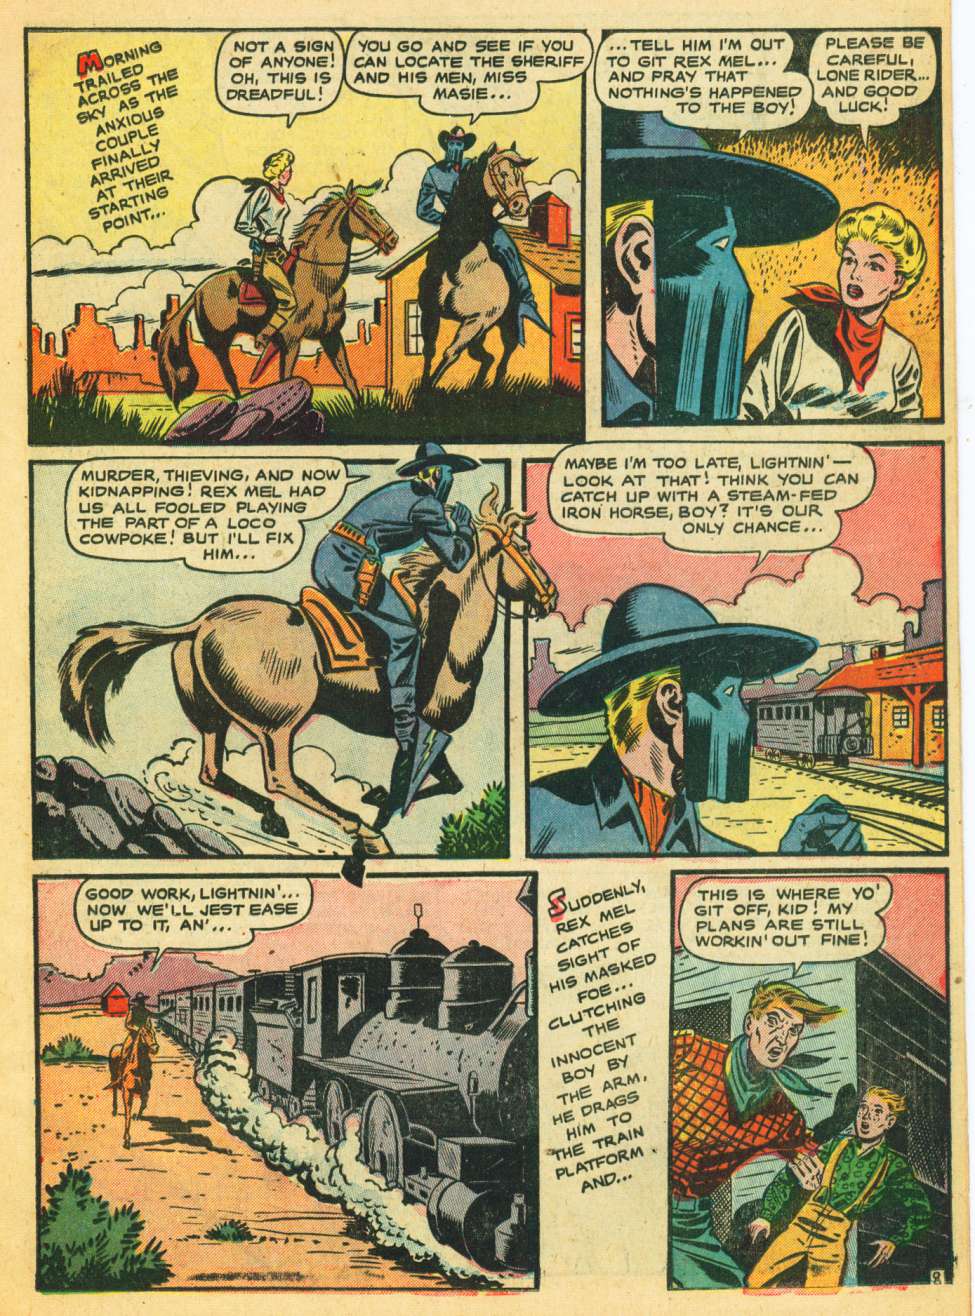 MORNING
TRAILED
ACROSS THE
SKY AS THE
ANXIOUS
COUPLE
FINALLY
ARRIVED
AT THEIR
STARTING
POINT...
NOT A SIGN
OF ANYONE!
OH, THIS IS
DREADFUL!
YOU GO AND SEE IF YOU
CAN LOCATE THE SHERIFF
AND HIS MEN, MISS
MASIE...
...TELL HIM I'M OUT
TO GIT REX MEL...
AND PRAY THAT
NOTHING'S HAPPENED
TO THE BOY!
PLEASE BE
CAREFUL,
LONE RIDER...
AND GOOD
LUCK!
MURDER, THIEVING, AND NOW
KIDNAPPING! REX MEL HAD
US ALL FOOLED PLAYING
THE PART OF A LOCO
COWPOKE! BUT I'LL FIX
HIM...
MAYBE I'M TOO LATE, LIGHTNIN'—
LOOK AT THAT! THINK YOU CAN
CATCH UP WITH A STEAM-FED
IRON HORSE, BOY? IT'S OUR
ONLY CHANCE...
GOOD WORK, LIGHTNIN'...
NOW WE'LL JEST EASE
UP TO IT, AN'...
SUDDENLY,
REX MEL
CATCHES
SIGHT OF
HIS MASKED
FOE...
CLUTCHING
THE
INNOCENT
BOY BY
THE ARM,
HE DRAGS
HIM TO
THE TRAIN
PLATFORM
AND...
THIS IS WHERE YO'
GIT OFF, KID! MY
PLANS ARE STILL
WORKIN' OUT FINE!
8